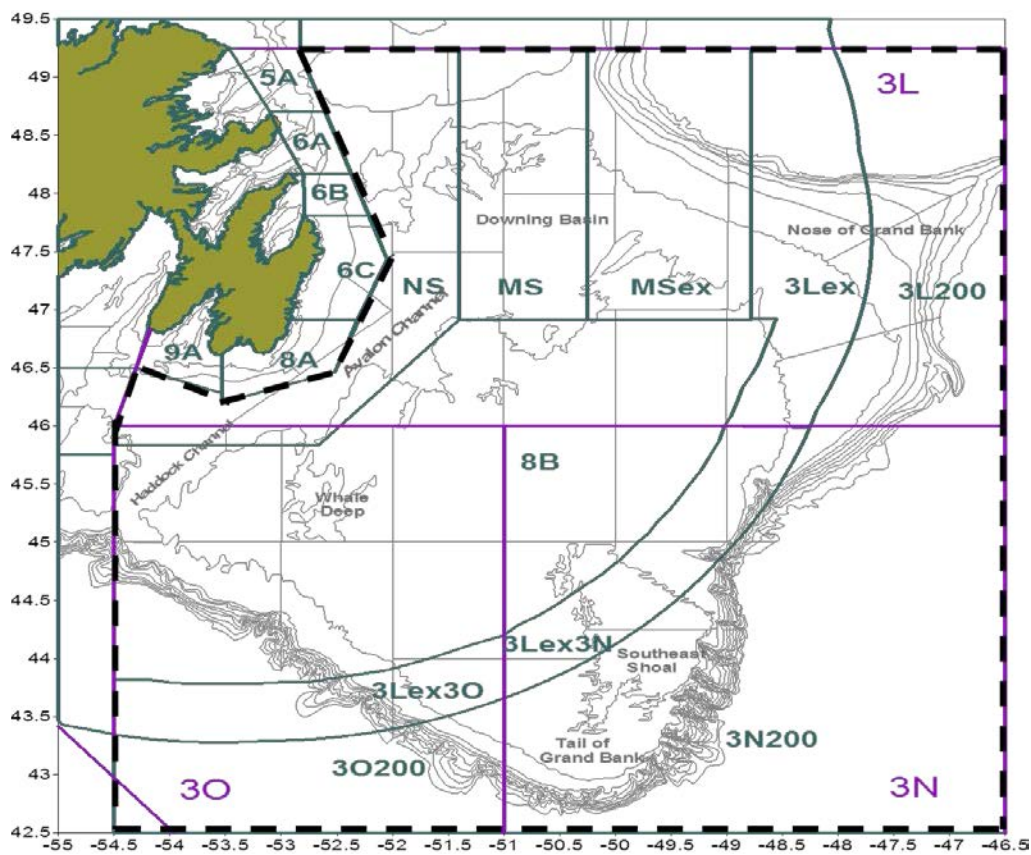 49.5
49
48.5
48
47.5
47
46.5
46
45.5
45
44.5
44
43.5
43
42.5
5A
3L
6A
6B
Downing Basin
Nose of Grand Bank
6C
NS
MS
MSex
3Lex
3L200
Avalon Channel
9A
8A
Haddock Channel
8B
Whale
Deep
3Lex3N
Southeast
Shoal
3Lex3O
3N200
Tail of
Grand Bank
3O200
3O
3N
-55 -54.5 -54 -53.5 -53 -52.5 -52 -51.5 -51 -50.5 -50 -49.5 -49 -48.5 -48 -47.5 -47 -46.5